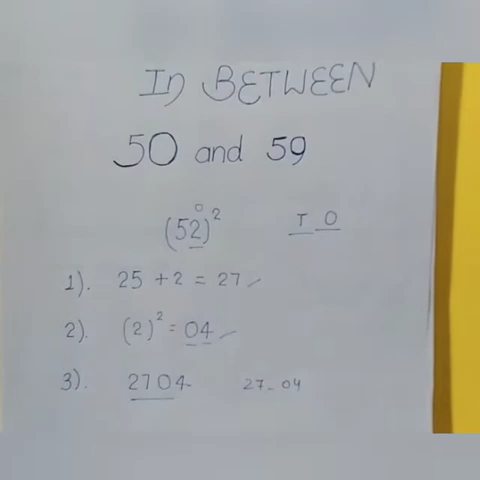 In BETWEEN
50 and 59
(52)² O
T O
1). 25 + 2 = 27 ✓
2). (2)² = 04 ✓
3). 2704 27-04